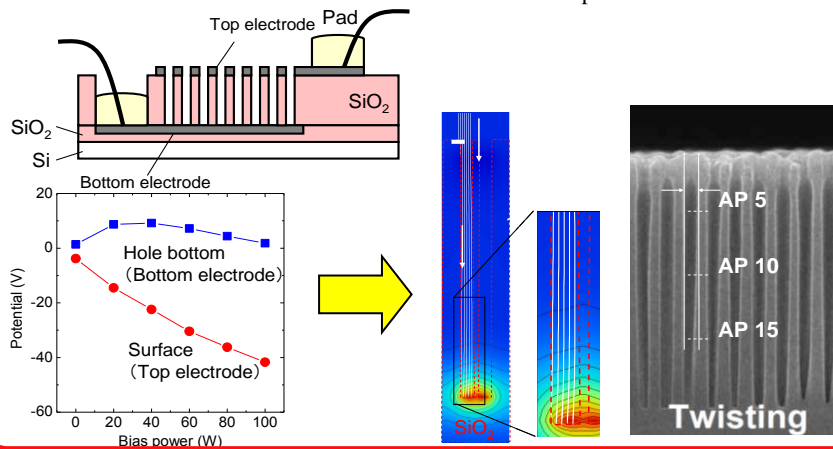 Top electrode
Pad
SiO2
SiO2
Si
Bottom electrode
20
0
-20
-40
-60
Potential (V)
Hole bottom
（Bottom electrode）
Surface
（Top electrode）
0 20 40 60 80 100
Bias power (W)
SiO2
AP 5
AP 10
AP 15
Twisting